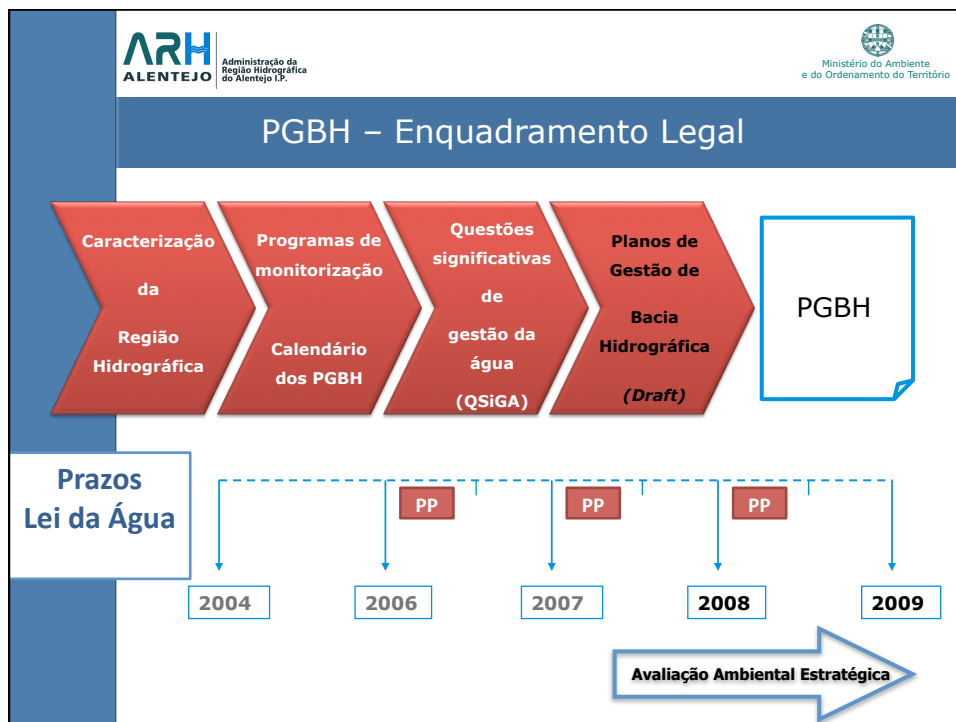 ARH
ALENTEJO
Administração da
Região Hidrográfica
do Alentejo I.P.
Ministério do Ambiente
e do Ordenamento do Território
PGBH – Enquadramento Legal
Caracterização
da
Região
Hidrográfica
Programas de
monitorização
Calendário
dos PGBH
Questões
significativas
de
gestão da
água
(QSiGA)
Planos de
Gestão de
Bacia
Hidrográfica
(Draft)
PGBH
Prazos
Lei da Água
PP
PP
PP
2004
2006
2007
2008
2009
Avaliação Ambiental Estratégica